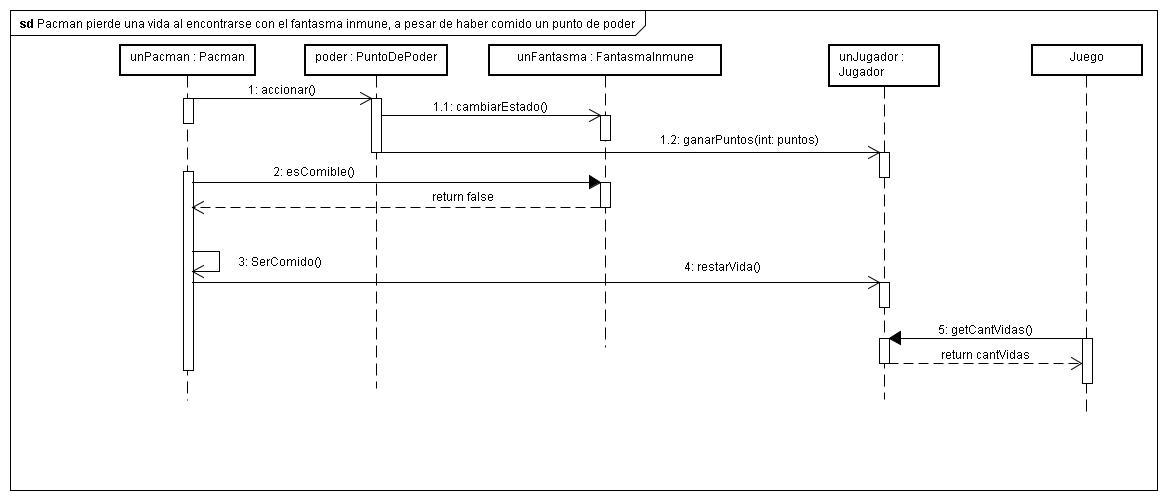 sd Pacman pierde una vida al encontrarse con el fantasma inmune, a pesar de haber comido un punto de poder
unPacman : Pacman
poder : PuntoDePoder
unFantasma : FantasmaInmune
unJugador :
Jugador
Juego
1: accionar()
1.1: cambiarEstado()
1.2: ganarPuntos(int: puntos)
2: esComible()
return false
3: SerComido()
4: restarVida()
5: getCantVidas()
return cantVidas